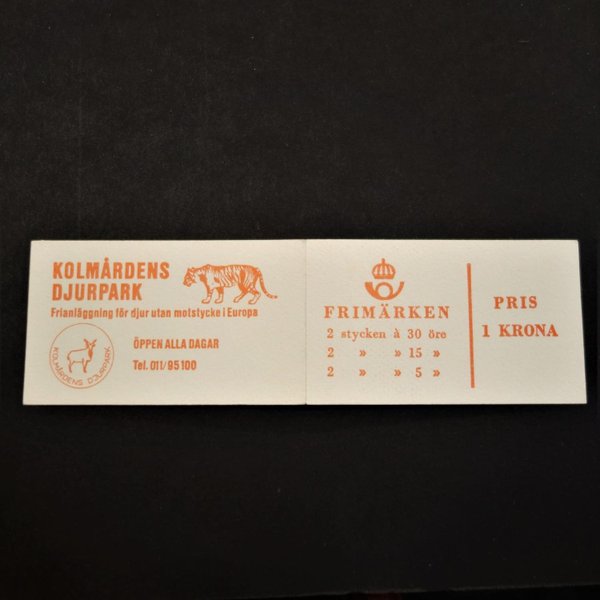 KOLMÅRDENS
DJURPARK
Frianläggning för djur utan motstycke i Europa
ÖPPEN ALLA DAGAR
Tel. 011/95100
KOLMÅRDENS DJURPARK
FRIMÄRKEN
2 stycken à 30 öre
2 » » 15 »
2 » » 5 »
PRIS
1 KRONA